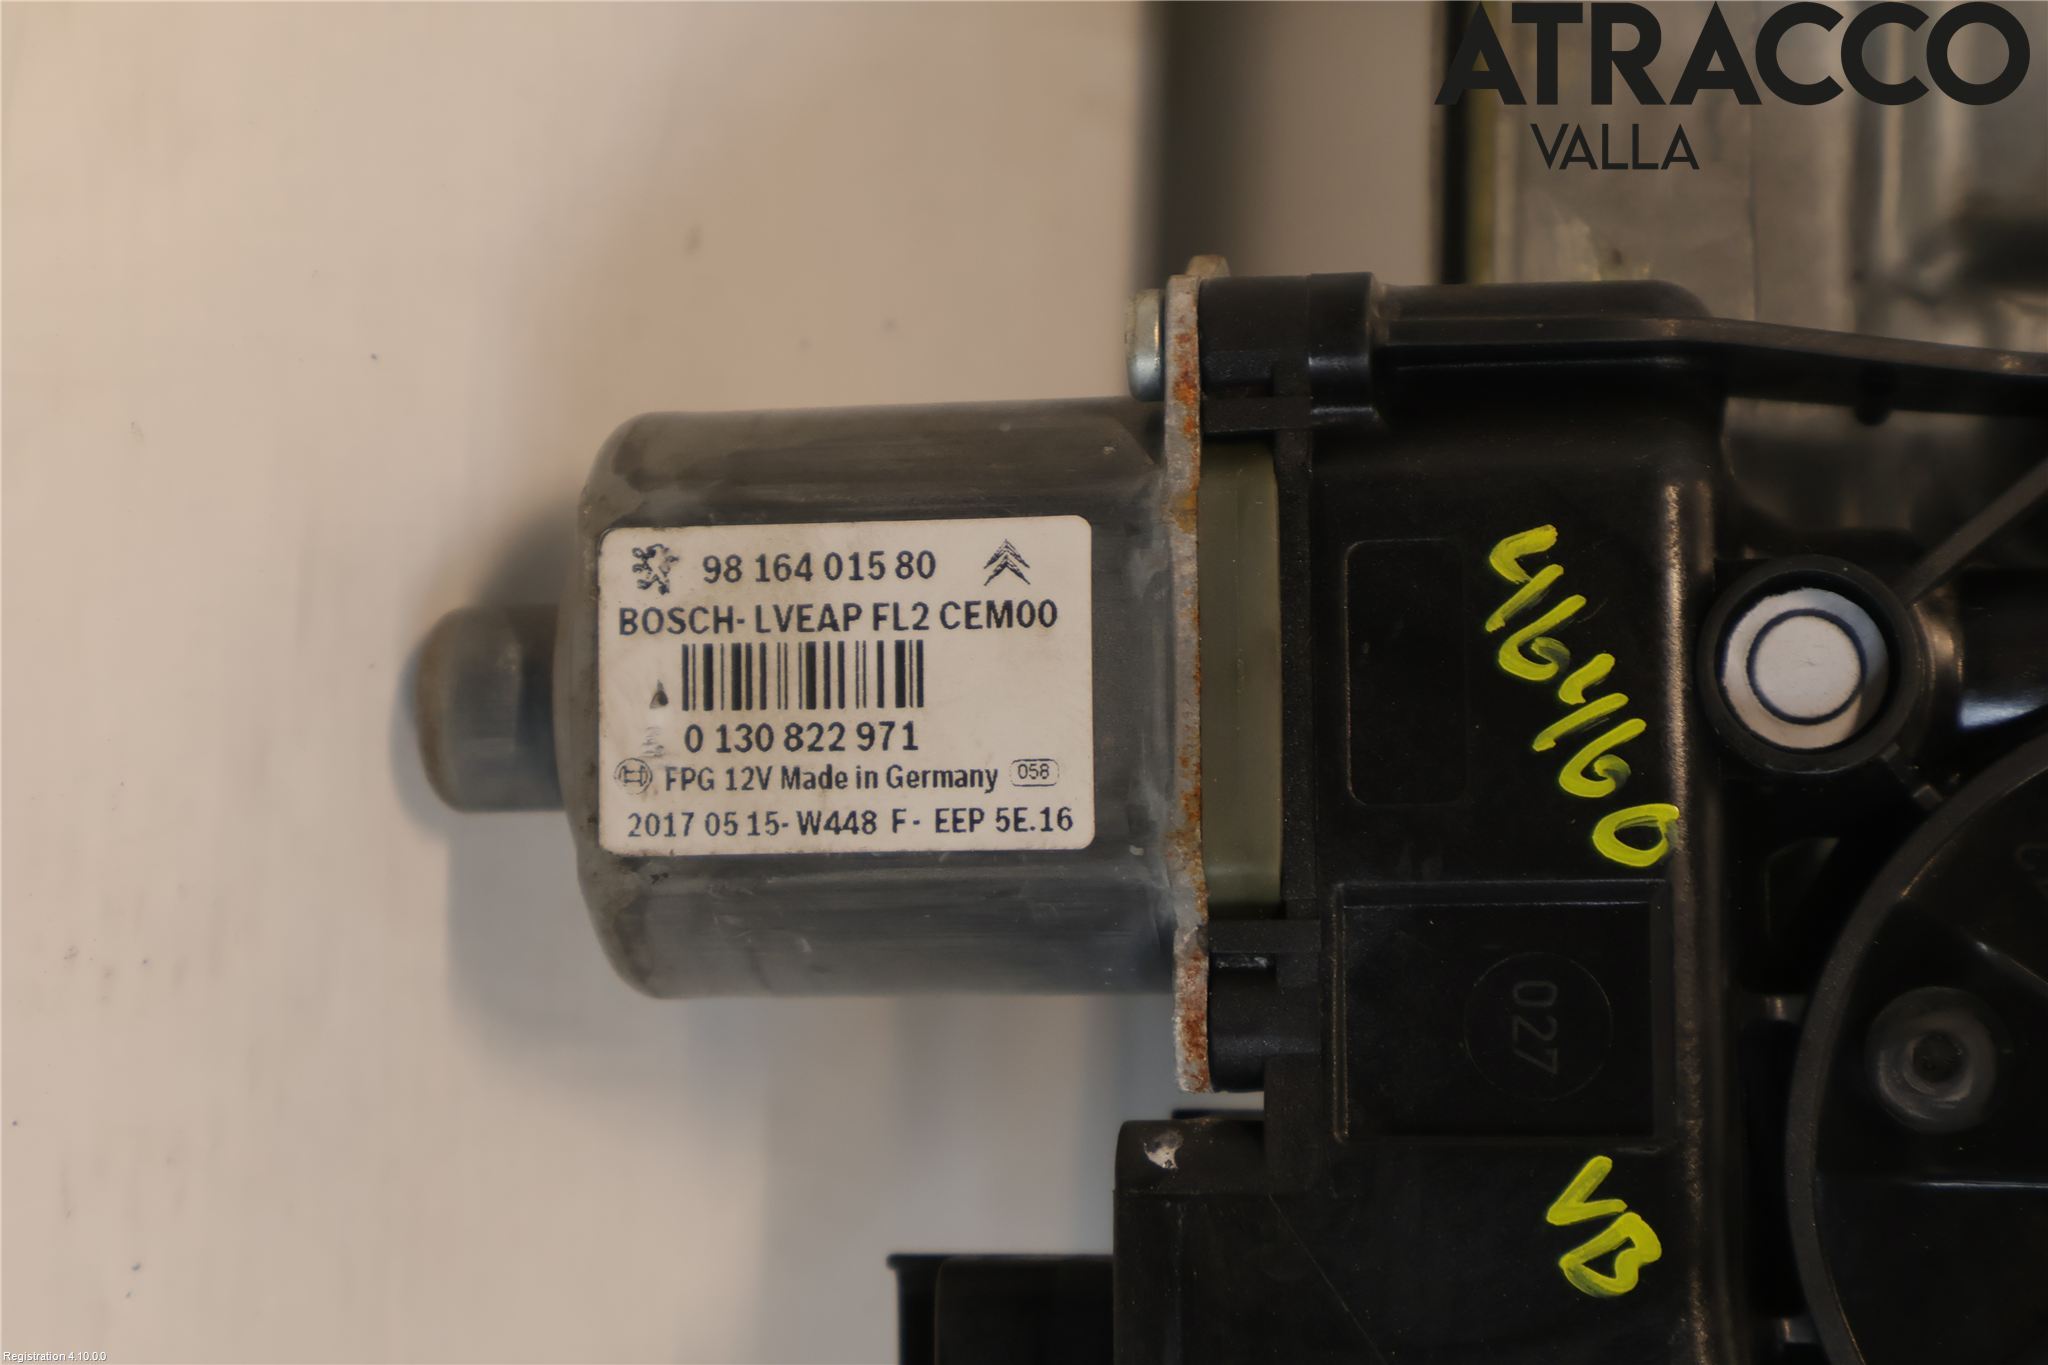 ATRACCO
VALLA
98 164 015 80
BOSCH- LVEAP FL2 CEM00
0 130 822 971
FPG 12V Made in Germany 058
2017 05 15- W448 F- EEP 5E.16
46460
027
VB
Registration 4.10.0.0